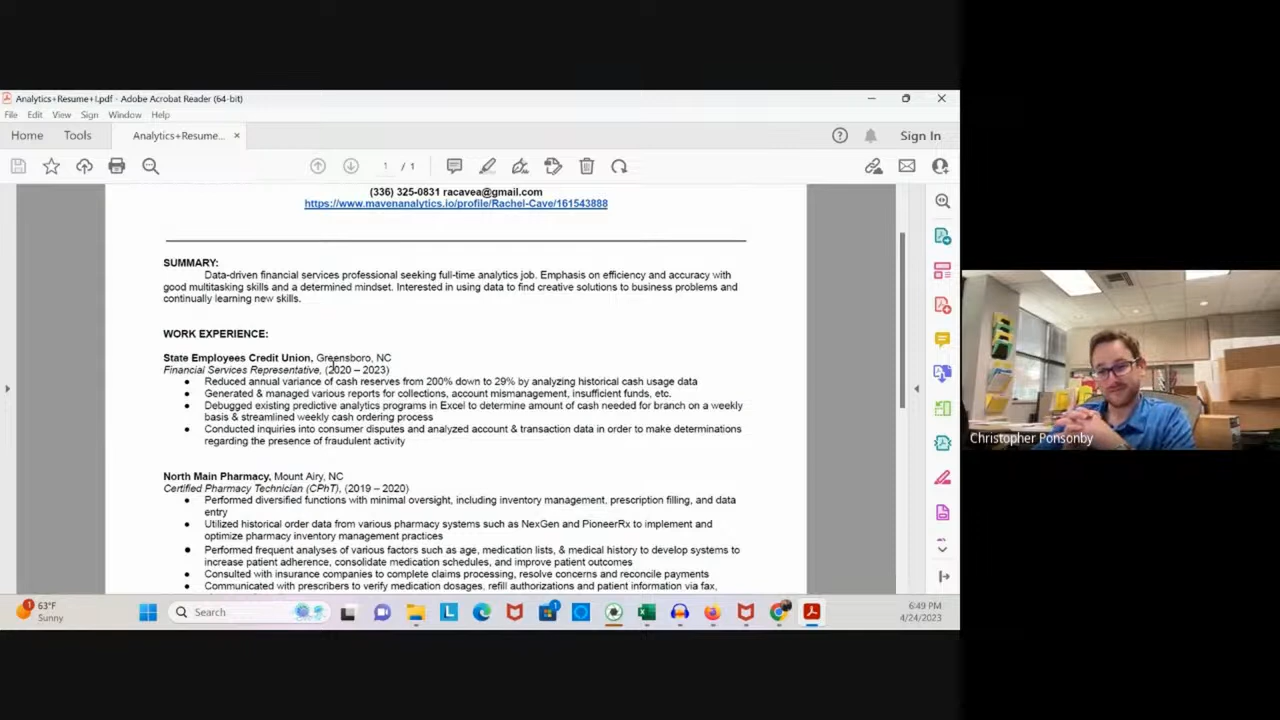 Analytics+Resume+I.pdf - Adobe Acrobat Reader (64-bit)
File Edit View Sign Window Help
Home Tools Analytics+Resume... × Sign In
1 / 1
(336) 325-0831 racavea@gmail.com
https://www.mavenanalytics.io/profile/Rachel-Cave/161543888
SUMMARY:
Data-driven financial services professional seeking full-time analytics job. Emphasis on efficiency and accuracy with
good multitasking skills and a determined mindset. Interested in using data to find creative solutions to business problems and
continually learning new skills.
WORK EXPERIENCE:
State Employees Credit Union, Greensboro, NC
Financial Services Representative, (2020 – 2023)
● Reduced annual variance of cash reserves from 200% down to 29% by analyzing historical cash usage data
● Generated & managed various reports for collections, account mismanagement, insufficient funds, etc.
● Debugged existing predictive analytics programs in Excel to determine amount of cash needed for branch on a weekly
basis & streamlined weekly cash ordering process
● Conducted inquiries into consumer disputes and analyzed account & transaction data in order to make determinations
regarding the presence of fraudulent activity
North Main Pharmacy, Mount Airy, NC
Certified Pharmacy Technician (CPhT), (2019 – 2020)
● Performed diversified functions with minimal oversight, including inventory management, prescription filling, and data
entry
● Utilized historical order data from various pharmacy systems such as NexGen and PioneerRx to implement and
optimize pharmacy inventory management practices
● Performed frequent analyses of various factors such as age, medication lists, & medical history to develop systems to
increase patient adherence, consolidate medication schedules, and improve patient outcomes
● Consulted with insurance companies to complete claims processing, resolve concerns and reconcile payments
● Communicated with prescribers to verify medication dosages, refill authorizations and patient information via fax,
Christopher Ponsonby
1 63°F
Sunny
Search
6:49 PM
4/24/2023